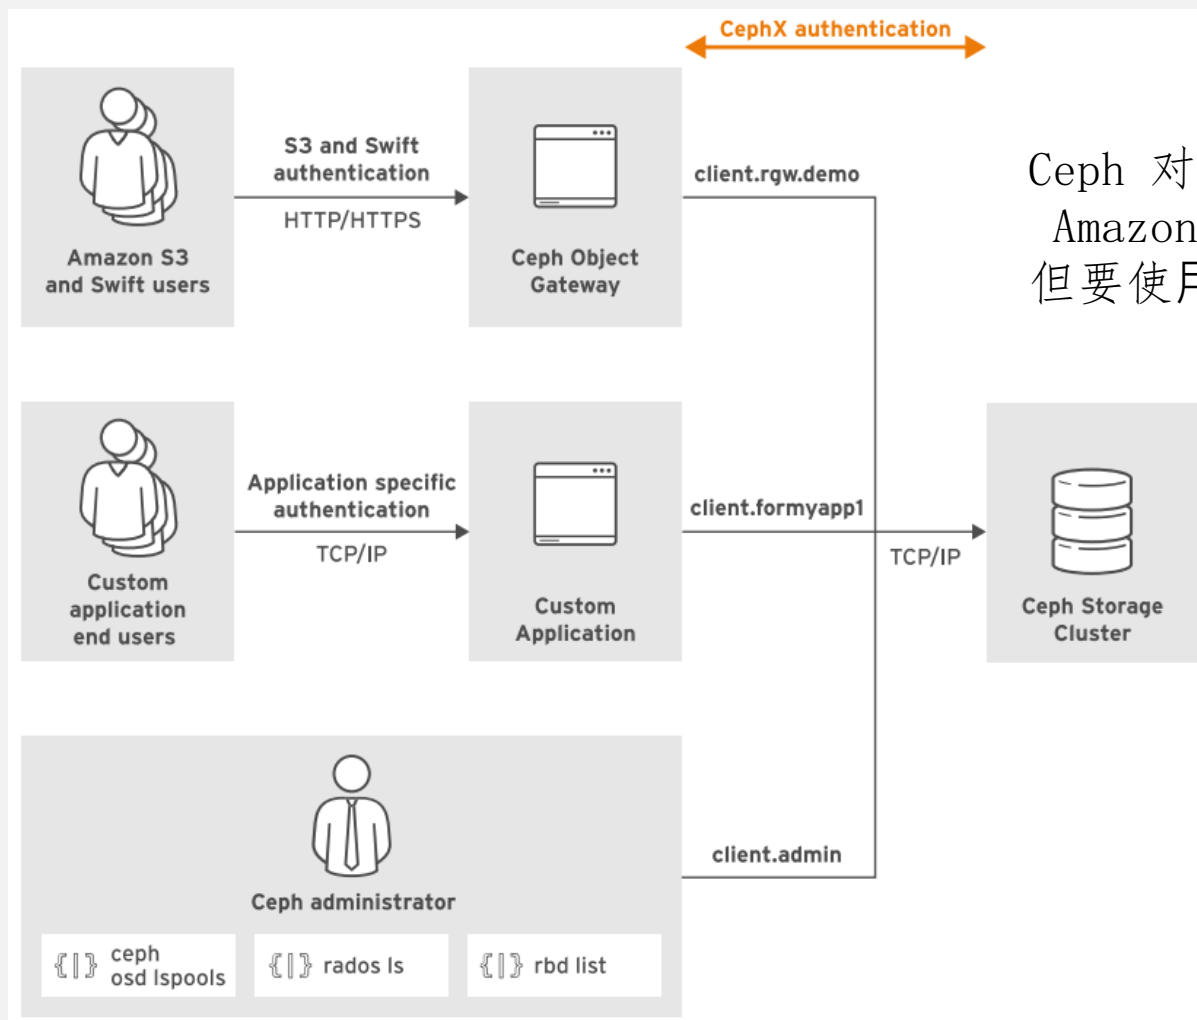 CephX authentication
S3 and Swift
authentication
HTTP/HTTPS
Amazon S3
and Swift users
Ceph Object
Gateway
client.rgw.demo
Ceph 对
Amazon
但要使用
Application specific
authentication
TCP/IP
Custom
application
end users
Custom
Application
client.formyapp1
TCP/IP
Ceph Storage
Cluster
client.admin
Ceph administrator
{|} ceph
osd lspools
{|} rados ls
{|} rbd list